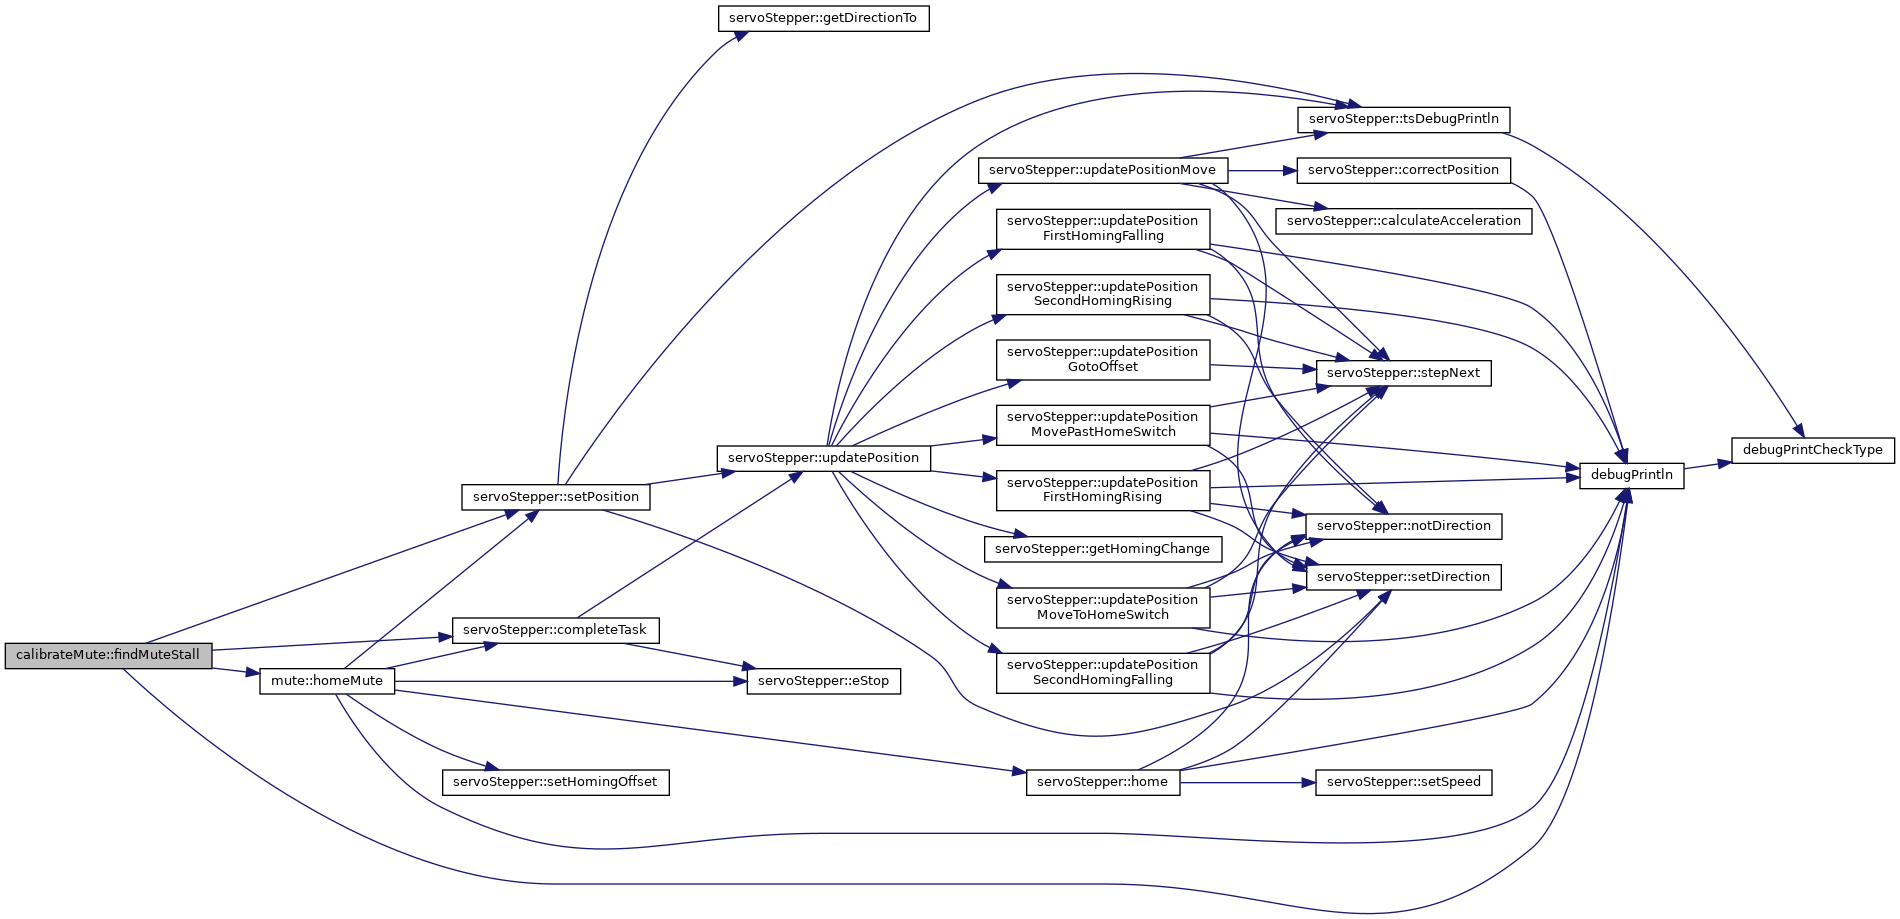 servoStepper::getDirectionTo
servoStepper::tsDebugPrintln
servoStepper::updatePositionMove
servoStepper::correctPosition
servoStepper::updatePosition
FirstHomingFalling
servoStepper::calculateAcceleration
servoStepper::updatePosition
SecondHomingRising
servoStepper::updatePosition
GotoOffset
servoStepper::stepNext
servoStepper::updatePosition
MovePastHomeSwitch
servoStepper::updatePosition
debugPrintCheckType
debugPrintln
servoStepper::updatePosition
FirstHomingRising
servoStepper::setPosition
servoStepper::notDirection
servoStepper::getHomingChange
servoStepper::setDirection
servoStepper::updatePosition
MoveToHomeSwitch
servoStepper::completeTask
calibrateMute::findMuteStall
servoStepper::updatePosition
SecondHomingFalling
mute::homeMute
servoStepper::eStop
servoStepper::setHomingOffset
servoStepper::home
servoStepper::setSpeed